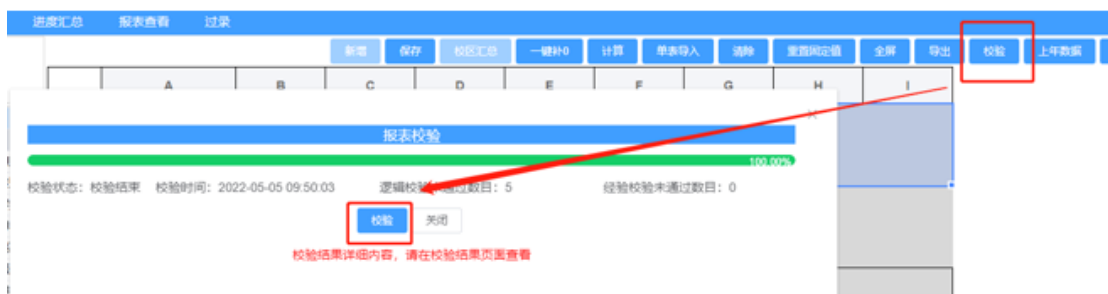 进度汇总 报表查看 过录
新增 保存 校区汇总 一键补0 计算 单表导入 清除 重置固定值 全屏 导出 校验 上年数据
A B C D E F G H I
报表校验
100.00%
校验状态: 校验结束 校验时间: 2022-05-05 09:50:03 逻辑校验未通过数目: 5 经验校验未通过数目: 0
校验 关闭
校验结果详细内容, 请在校验结果页面查看